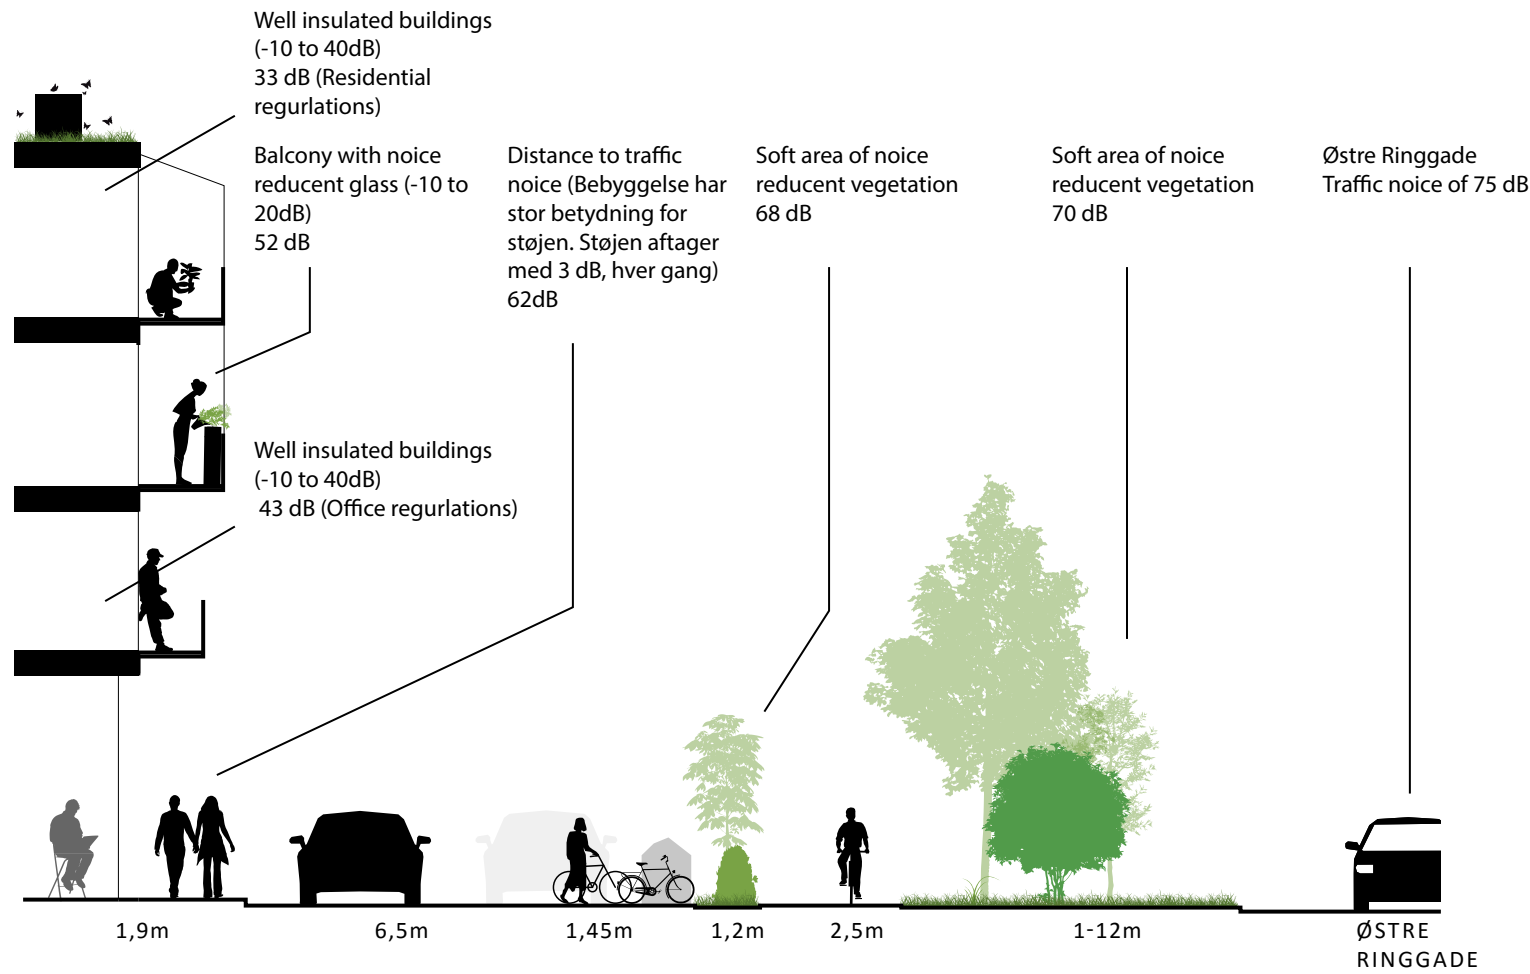 Well insulated buildings
(-10 to 40dB)
33 dB (Residential
regurlations)
Balcony with noice
reducent glass (-10 to
20dB)
52 dB
Distance to traffic
noice (Bebyggelse har
stor betydning for
støjen. Støjen aftager
med 3 dB, hver gang)
62dB
Soft area of noice
reducent vegetation
68 dB
Soft area of noice
reducent vegetation
70 dB
Østre Ringgade
Traffic noice of 75 dB
Well insulated buildings
(-10 to 40dB)
43 dB (Office regurlations)
1,9m
6,5m
1,45m
1,2m
2,5m
1-12m
ØSTRE
RINGGADE